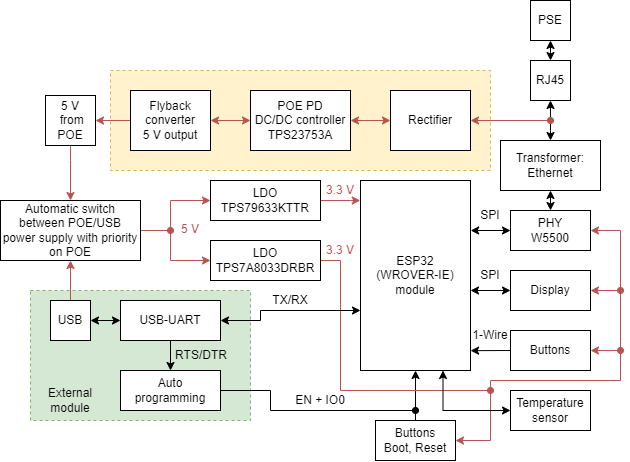 PSE
RJ45
5 V
from
POE
Flyback
converter
5 V output
POE PD
DC/DC controller
TPS23753A
Rectifier
Transformer:
Ethernet
Automatic switch
between POE/USB
power supply with priority
on POE
5 V
LDO
TPS79633KTTR
3.3 V
LDO
TPS7A8033DRBR
3.3 V
ESP32
(WROVER-IE)
module
SPI
PHY
W5500
SPI
Display
1-Wire
Buttons
USB
USB-UART
TX/RX
RTS/DTR
Auto
programming
External
module
EN + IO0
Buttons
Boot, Reset
Temperature
sensor